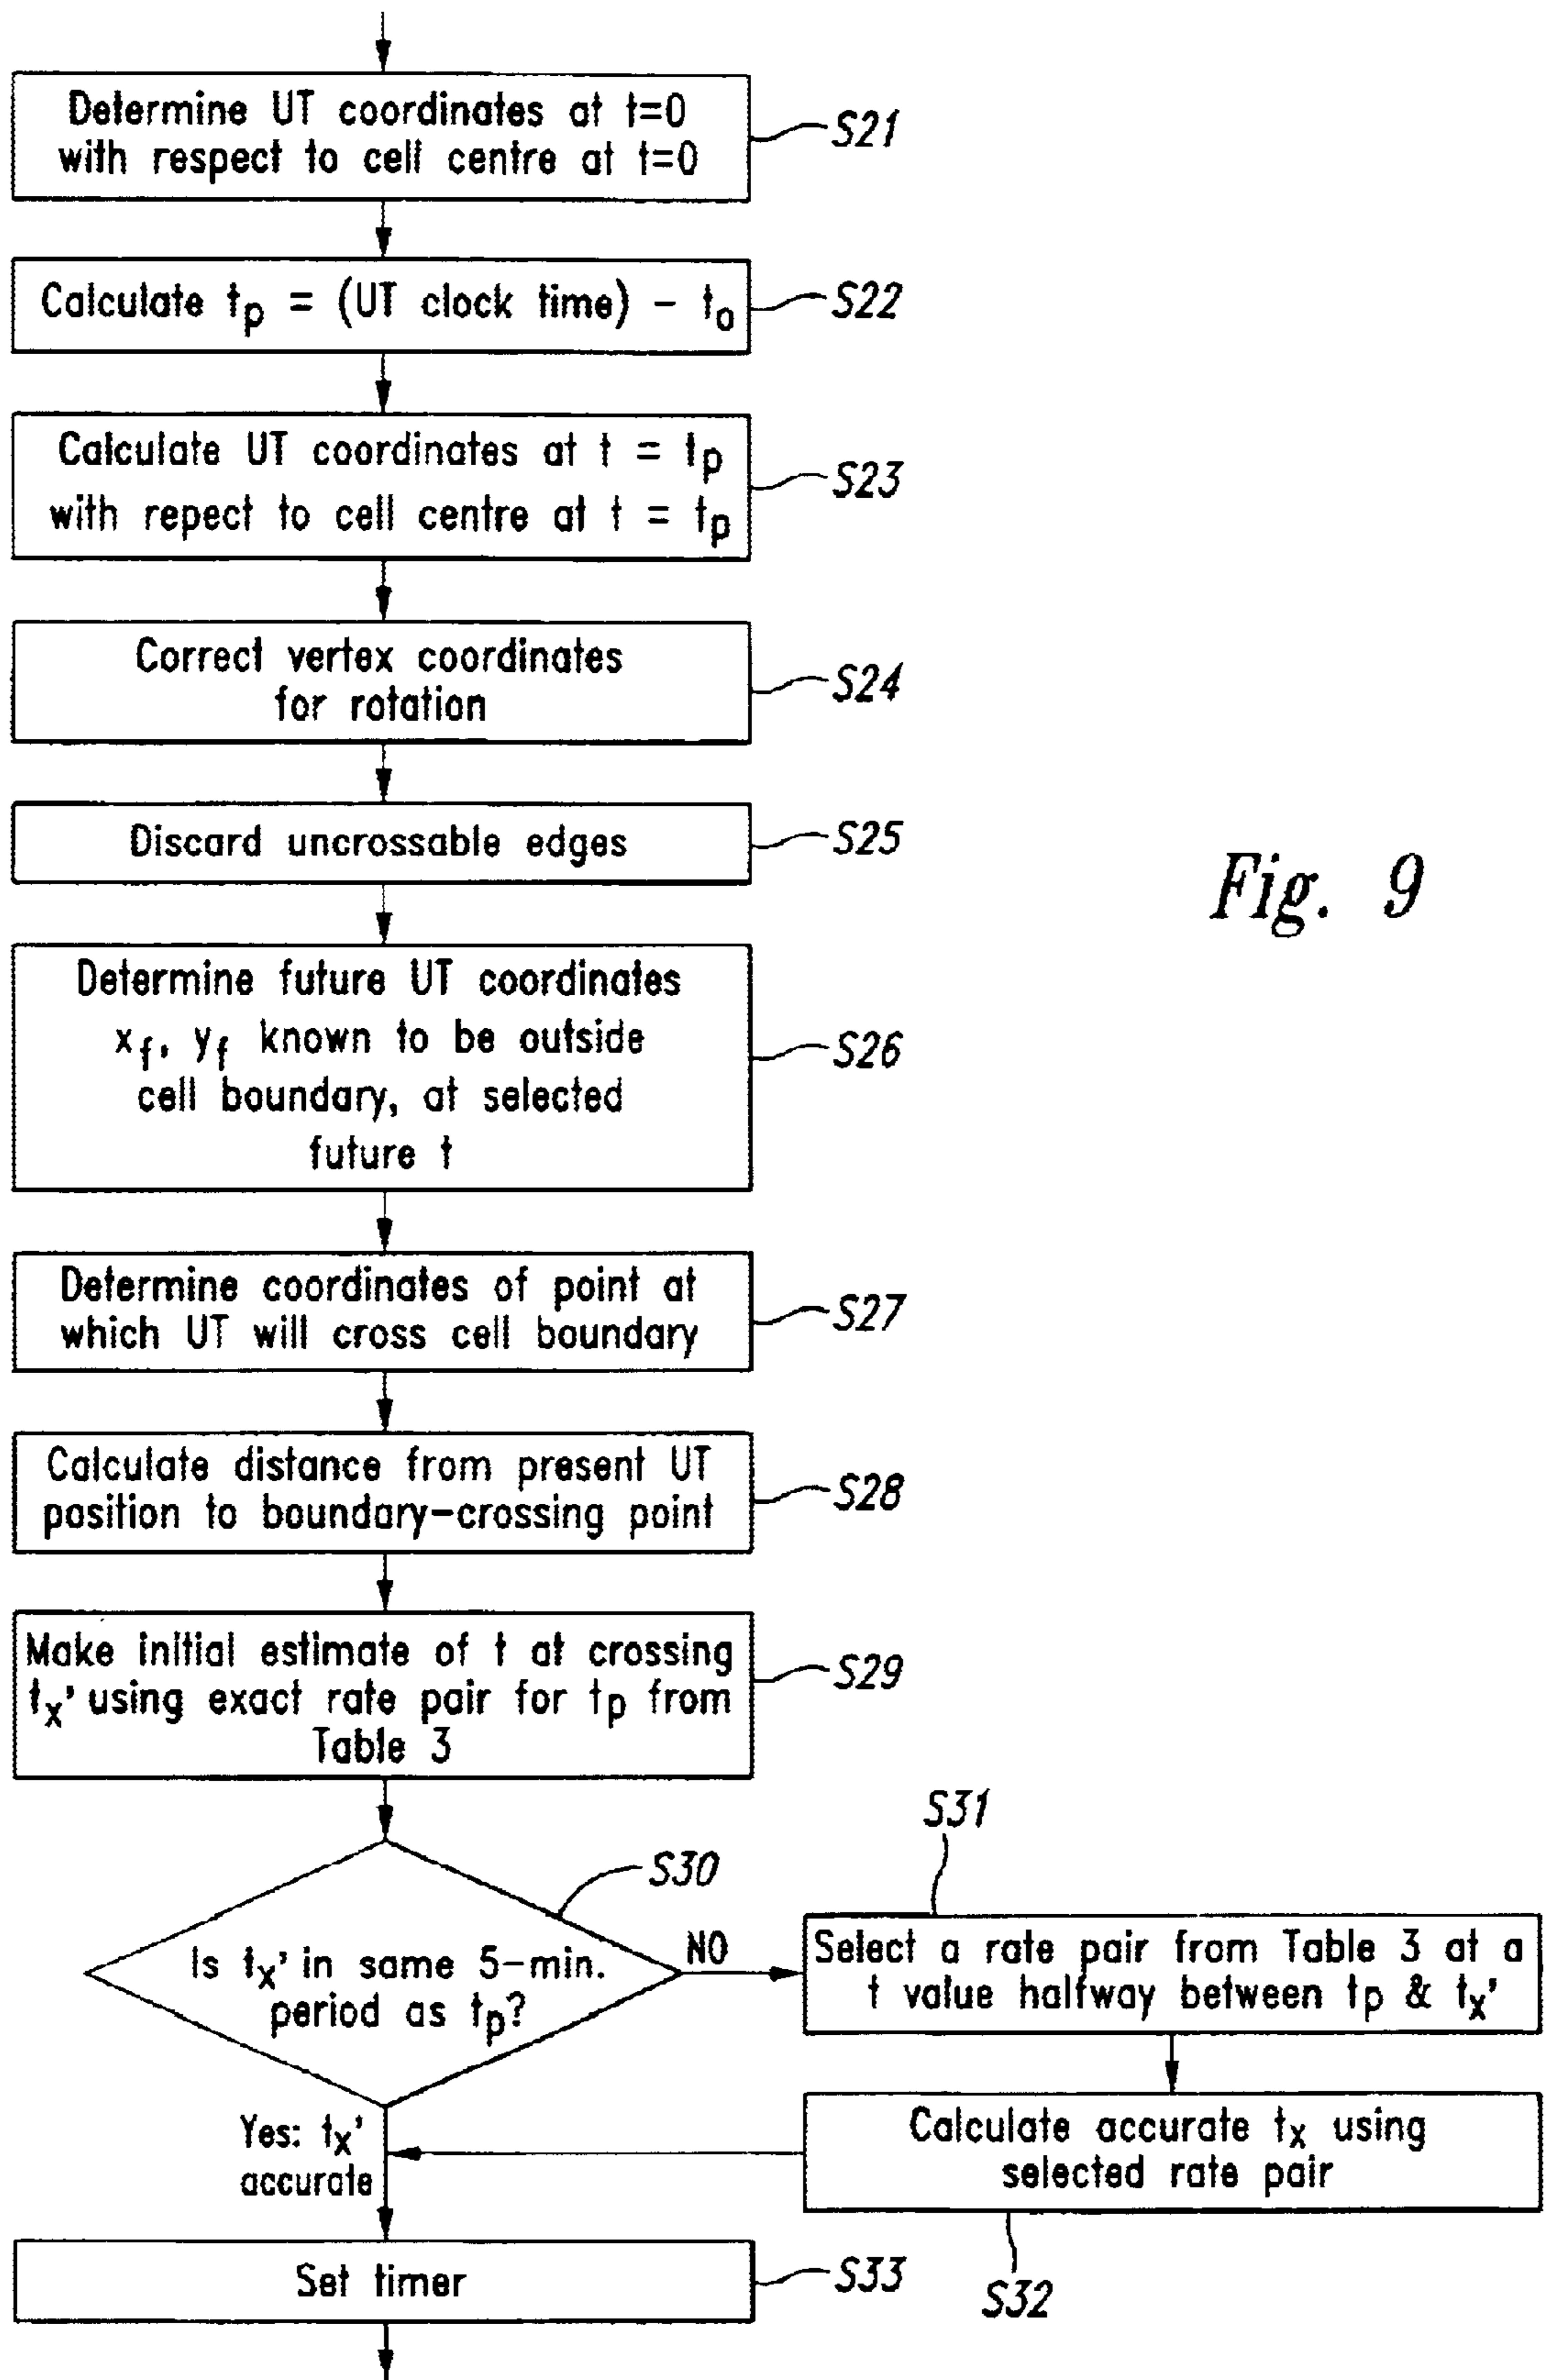 Determine UT coordinates at t=0
with respect to cell centre at t=0
S21
Calculate tp = (UT clock time) - to
S22
Calculate UT coordinates at t = tp
with repect to cell centre at t = tp
S23
Correct vertex coordinates
for rotation
S24
Discard uncrossable edges
S25
Fig. 9
Determine future UT coordinates
xf, yf known to be outside
cell boundary, at selected
future t
S26
Determine coordinates of point at
which UT will cross cell boundary
S27
Calculate distance from present UT
position to boundary-crossing point
S28
Make initial estimate of t at crossing
tx' using exact rate pair for tp from
Table 3
S29
S30
Is tx' in same 5-min.
period as tp?
NO
S31
Select a rate pair from Table 3 at a
t value halfway between tp & tx'
Yes: tx'
accurate
Calculate accurate tx using
selected rate pair
S32
Set timer
S33